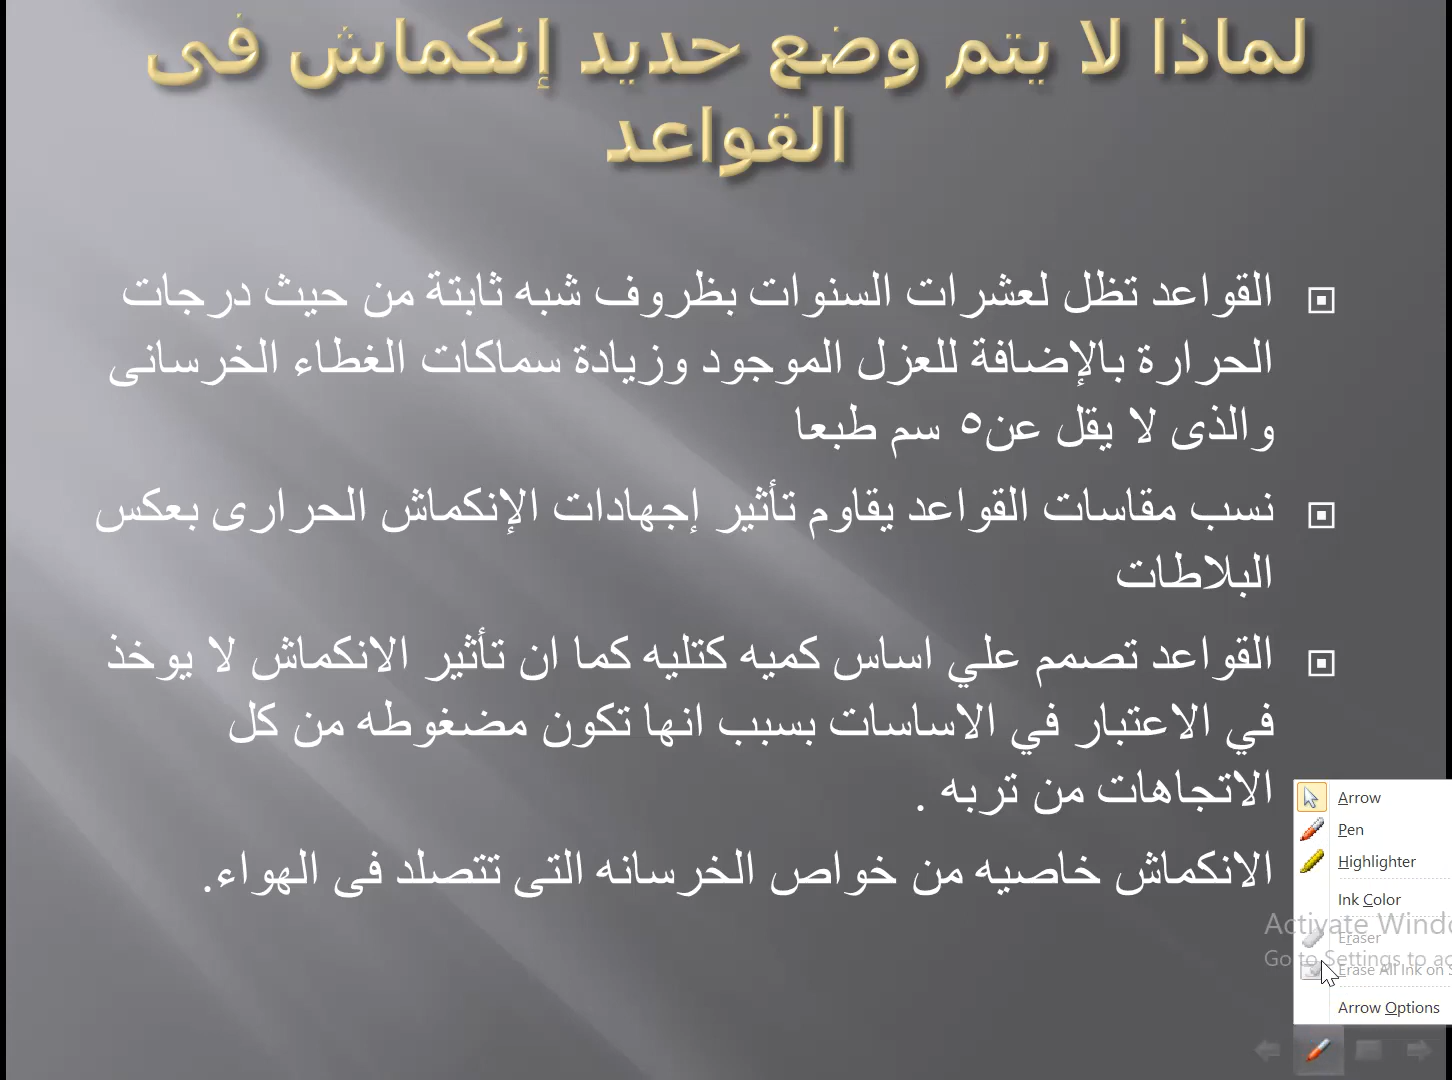 لماذا لا يتم وضع حديد إنكماش فى
القواعد
القواعد تظل لعشرات السنوات بظروف شبه ثابتة من حيث درجات
الحرارة بالإضافة للعزل الموجود وزيادة سماكات الغطاء الخرسانى
والذى لا يقل عن٥ سم طبعا
نسب مقاسات القواعد يقاوم تأثير إجهادات الإنكماش الحرارى بعكس
البلاطات
القواعد تصمم علي اساس كميه كتليه كما ان تأثير الانكماش لا يوخذ
في الاعتبار في الاساسات بسبب انها تكون مضغوطه من كل
الاتجاهات من تربه .
الانكماش خاصيه من خواص الخرسانه التى تتصلد فى الهواء.
Arrow
Pen
Highlighter
Ink Color
Activate Wind
Eraser
Go to Settings to ac
Erase All Ink on S
Arrow Options